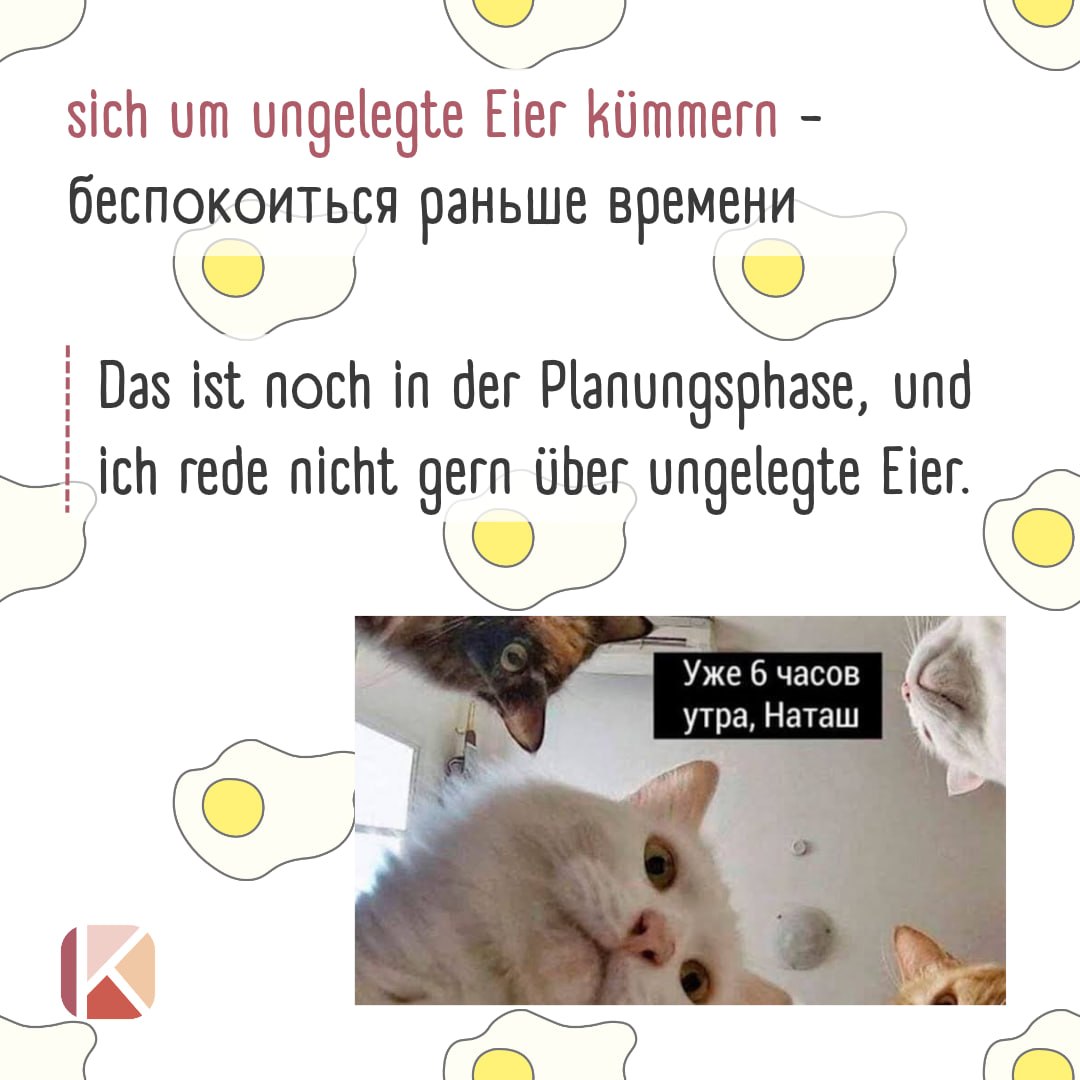 sich um ungelegte Eier kümmern -
беспокоиться раньше времени
Das ist noch in der Planungsphase, und
ich rede nicht gern über ungelegte Eier.
Уже 6 часов
утра, Наташ
K